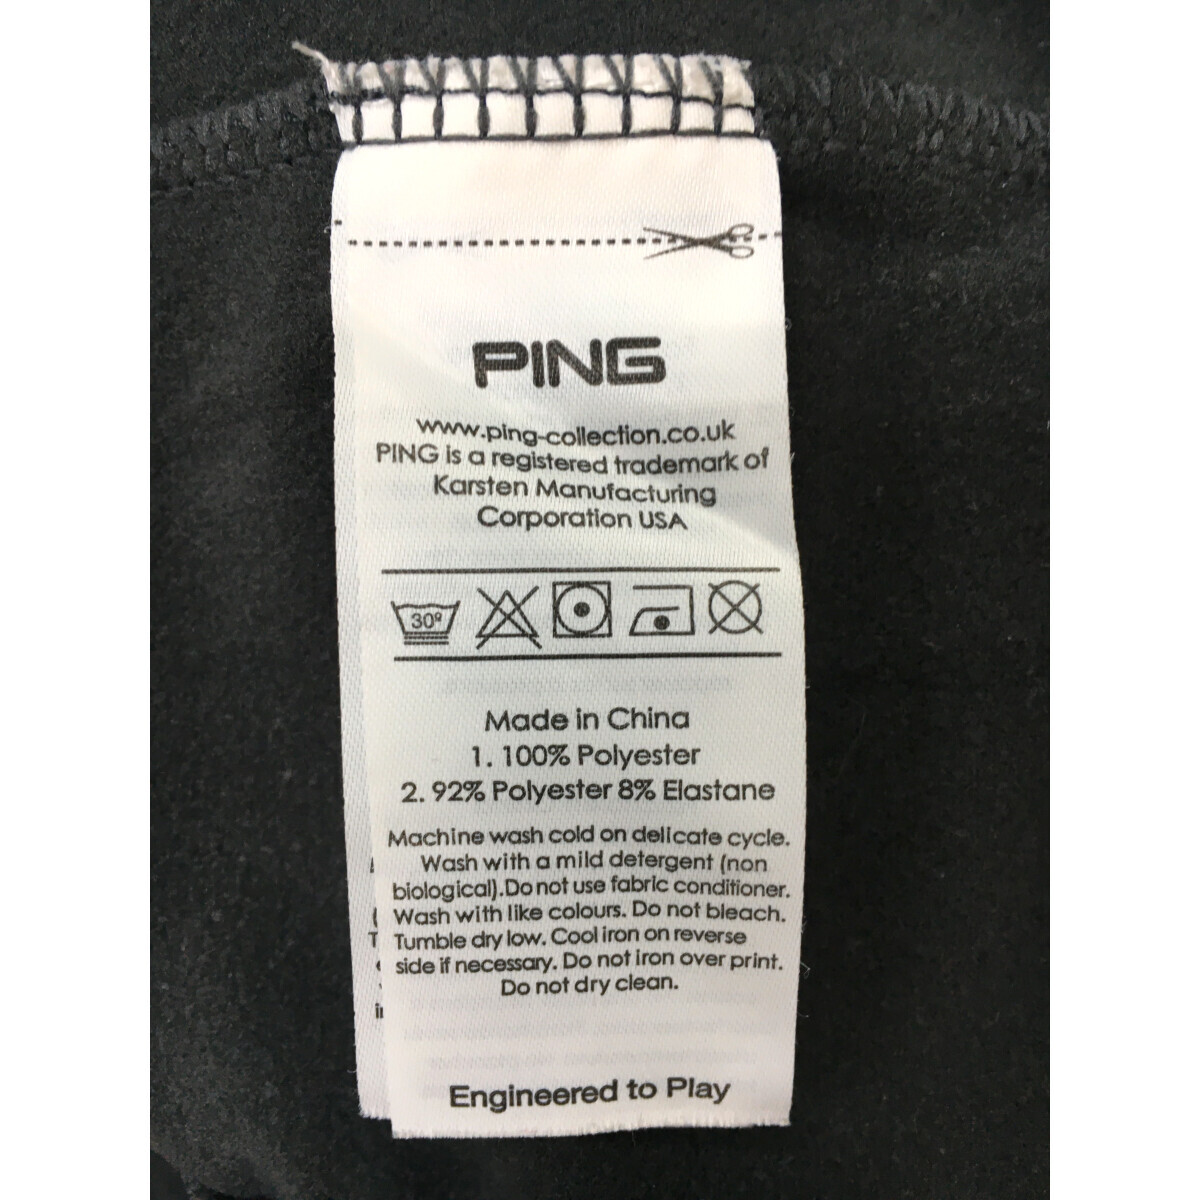 PING
www.ping-collection.co.uk
PING is a registered trademark of
Karsten Manufacturing
Corporation USA
30º
Made in China
1. 100% Polyester
2. 92% Polyester 8% Elastane
Machine wash cold on delicate cycle.
Wash with a mild detergent (non
biological).Do not use fabric conditioner.
Wash with like colours. Do not bleach.
Tumble dry low. Cool iron on reverse
side if necessary. Do not iron over print.
Do not dry clean.
Engineered to Play